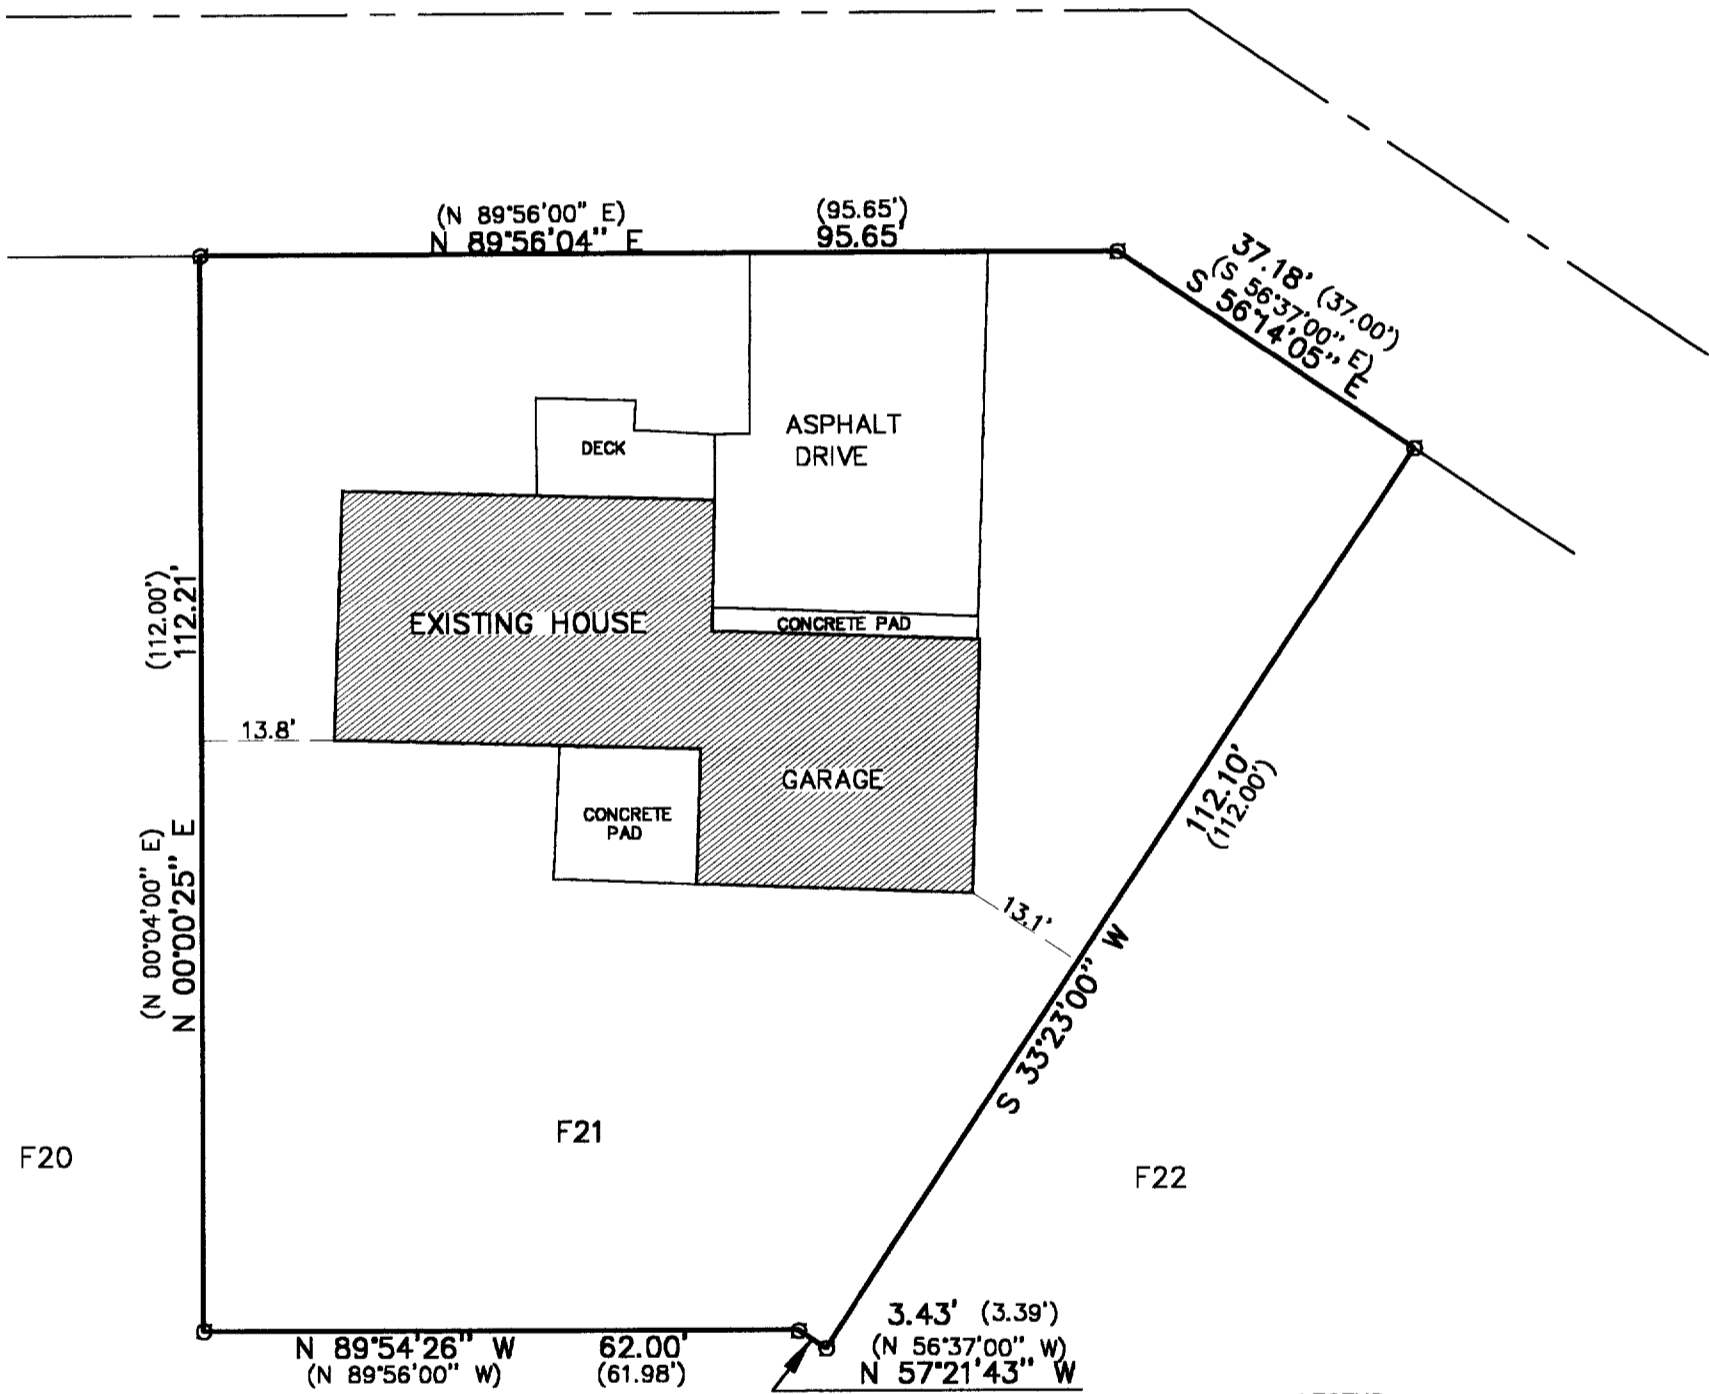 (N 89°56'00" E)
N 89°56'04" E
(95.65')
95.65'
37.18' (37.00')
(S 56°37'00" E)
S 56°14'05" E
ASPHALT
DRIVE
DECK
(112.00')
112.21'
EXISTING HOUSE
CONCRETE PAD
13.8'
GARAGE
CONCRETE
PAD
112.10'
(112.00')
(N 00°04'00" E)
N 00°00'25" E
13.1'
S 33°23'00" W
F21
F20
F22
3.43' (3.39')
(N 56°37'00" W)
N 57°21'43" W
N 89°54'26" W 62.00'
(N 89°56'00" W) (61.98')